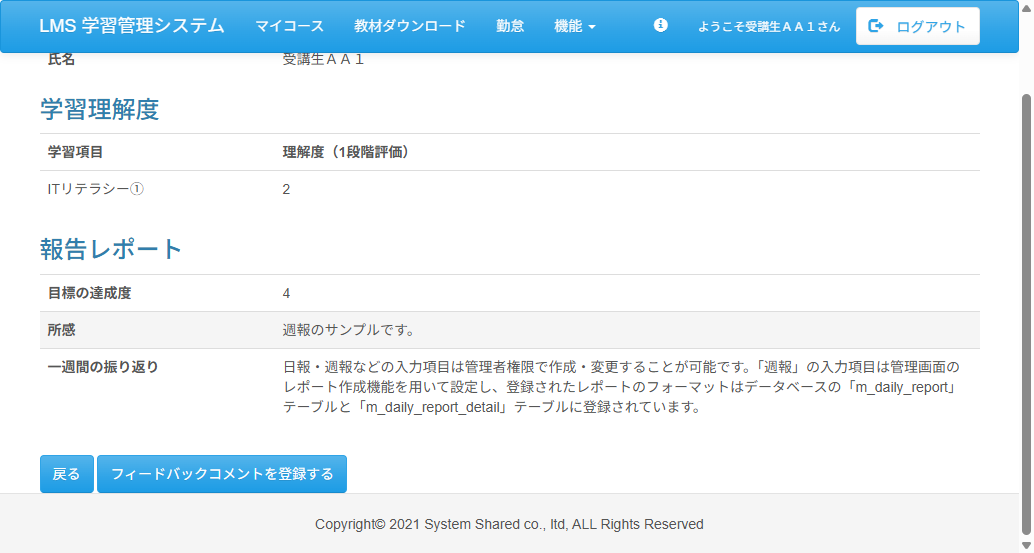 LMS 学習管理システム マイコース 教材ダウンロード 勤怠 機能 ようこそ受講生ＡＡ１さん ログアウト
氏名 受講生ＡＡ１
学習理解度
学習項目 理解度（1段階評価）
ITリテラシー① 2
報告レポート
目標の達成度 4
所感 週報のサンプルです。
一週間の振り返り 日報・週報などの入力項目は管理者権限で作成・変更することが可能です。「週報」の入力項目は管理画面の
レポート作成機能を用いて設定し、登録されたレポートのフォーマットはデータベースの「m_daily_report」
テーブルと「m_daily_report_detail」テーブルに登録されています。
戻る フィードバックコメントを登録する
Copyright© 2021 System Shared co., ltd, ALL Rights Reserved